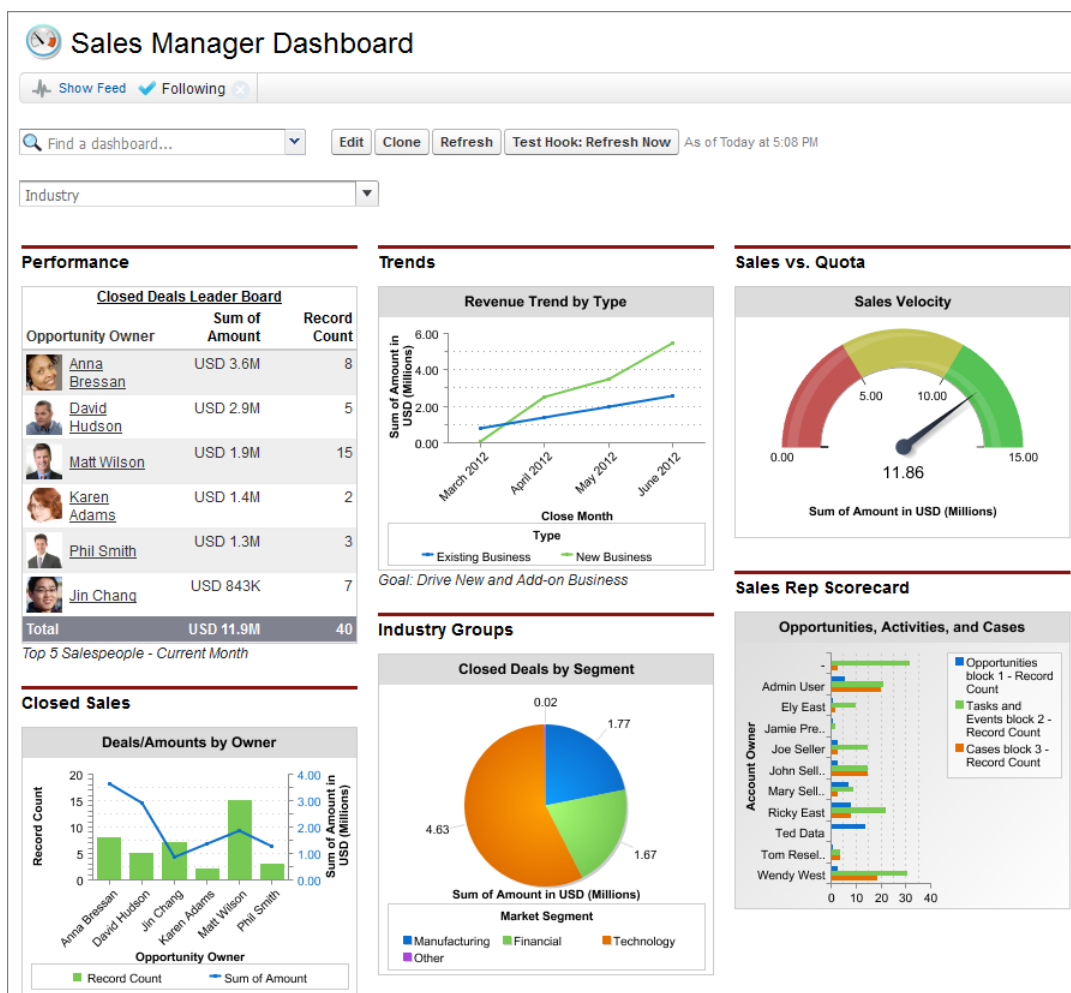 Sales Manager Dashboard
Show Feed
Following
Find a dashboard...
Edit
Clone
Refresh
Test Hook: Refresh Now
As of Today at 5:08 PM
Industry
Performance
Closed Deals Leader Board
Opportunity Owner
Sum of
Amount
Record
Count
Anna
Bressan
USD 3.6M
8
David
Hudson
USD 2.9M
5
Matt Wilson
USD 1.9M
15
Karen
Adams
USD 1.4M
2
Phil Smith
USD 1.3M
3
Jin Chang
USD 843K
7
Total
USD 11.9M
40
Top 5 Salespeople - Current Month
Closed Sales
Deals/Amounts by Owner
Record Count
20
15
10
5
0
4.00
3.00
2.00
1.00
0.00
Sum of Amount in
USD (Millions)
Anna Bressan
David Hudson
Jin Chang
Karen Adams
Matt Wilson
Phil Smith
Opportunity Owner
Record Count
Sum of Amount
Trends
Revenue Trend by Type
Sum of Amount in
USD (Millions)
6.00
4.00
2.00
0.00
March 2012
April 2012
May 2012
June 2012
Close Month
Type
Existing Business
New Business
Goal: Drive New and Add-on Business
Industry Groups
Closed Deals by Segment
0.02
1.77
4.63
1.67
Sum of Amount in USD (Millions)
Market Segment
Manufacturing
Financial
Technology
Other
Sales vs. Quota
Sales Velocity
5.00
10.00
0.00
15.00
11.86
Sum of Amount in USD (Millions)
Sales Rep Scorecard
Opportunities, Activities, and Cases
Account Owner
-
Admin User
Ely East
Jamie Pre..
Joe Seller
John Sell..
Mary Sell..
Ricky East
Ted Data
Tom Resel..
Wendy West
0
10
20
30
40
Opportunities
block 1 - Record
Count
Tasks and
Events block 2 -
Record Count
Cases block 3 -
Record Count